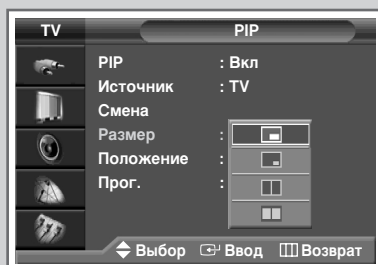 TV PIP
PIP : Вкл
Источник : TV
Смена
Размер :
Положение :
Прог. :
Выбор Ввод Возврат